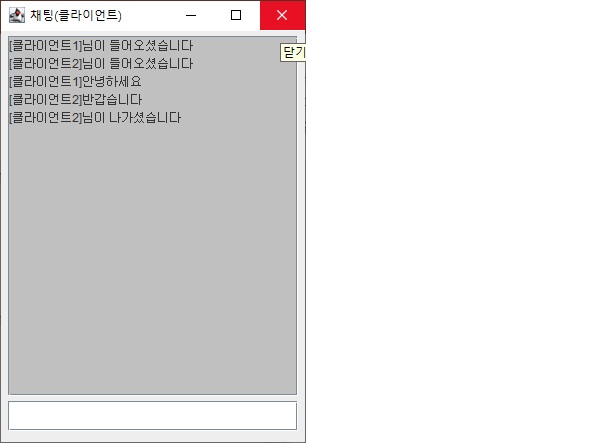 채팅(클라이언트)
[클라이언트1]님이 들어오셨습니다
닫기
[클라이언트2]님이 들어오셨습니다
[클라이언트1]안녕하세요
[클라이언트2]반갑습니다
[클라이언트2]님이 나가셨습니다